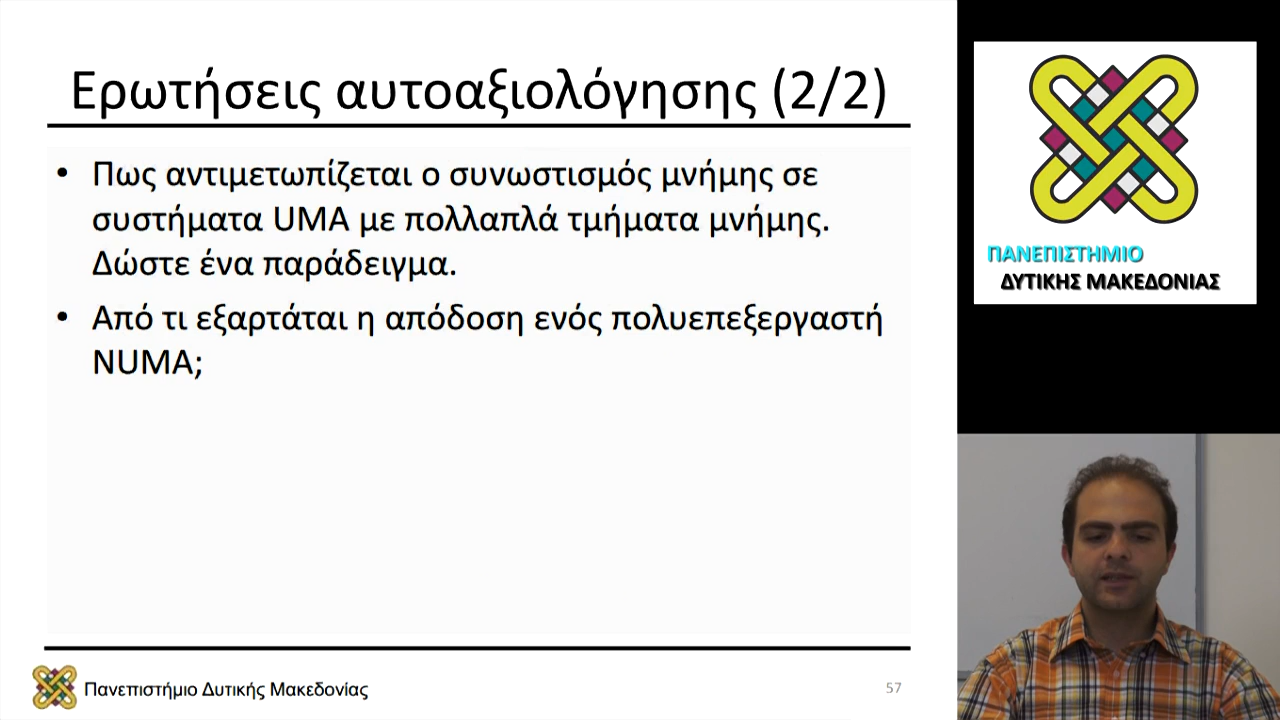 Ερωτήσεις αυτοαξιολόγησης (2/2)
• Πως αντιμετωπίζεται ο συνωστισμός μνήμης σε
συστήματα UMA με πολλαπλά τμήματα μνήμης.
Δώστε ένα παράδειγμα.
• Από τι εξαρτάται η απόδοση ενός πολυεπεξεργαστή
NUMA;
Πανεπιστήμιο Δυτικής Μακεδονίας
57
ΠΑΝΕΠΙΣΤΗΜΙΟ
ΔΥΤΙΚΗΣ ΜΑΚΕΔΟΝΙΑΣ